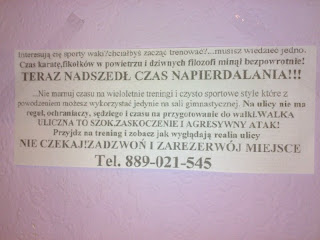 Interesują cię sporty walki?chciałbyś zacząć trenować?...musisz wiedzieć jedno.
Czas karatę,fikołków w powietrzu i dziwnych filozofi minął bezpowrotnie!
TERAZ NADSZEDŁ CZAS NAPIERDALANIA!!!
...Nie marnuj czasu na wieloletnie treningi i czysto sportowe style które z
powodzeniem możesz wykorzystać jedynie na sali gimnastycznej. Na ulicy nie ma
reguł, ochraniaczy, sędziego i czasu na przygotowanie do walki.WALKA
ULICZNA TO SZOK,ZASKOCZENIE I AGRESYWNY ATAK!
Przyjdź na trening i zobacz jak wyglądają realia ulicy
NIE CZEKAJ!ZADZWOŃ I ZAREZERWÓJ MIEJSCE
Tel. 889-021-545